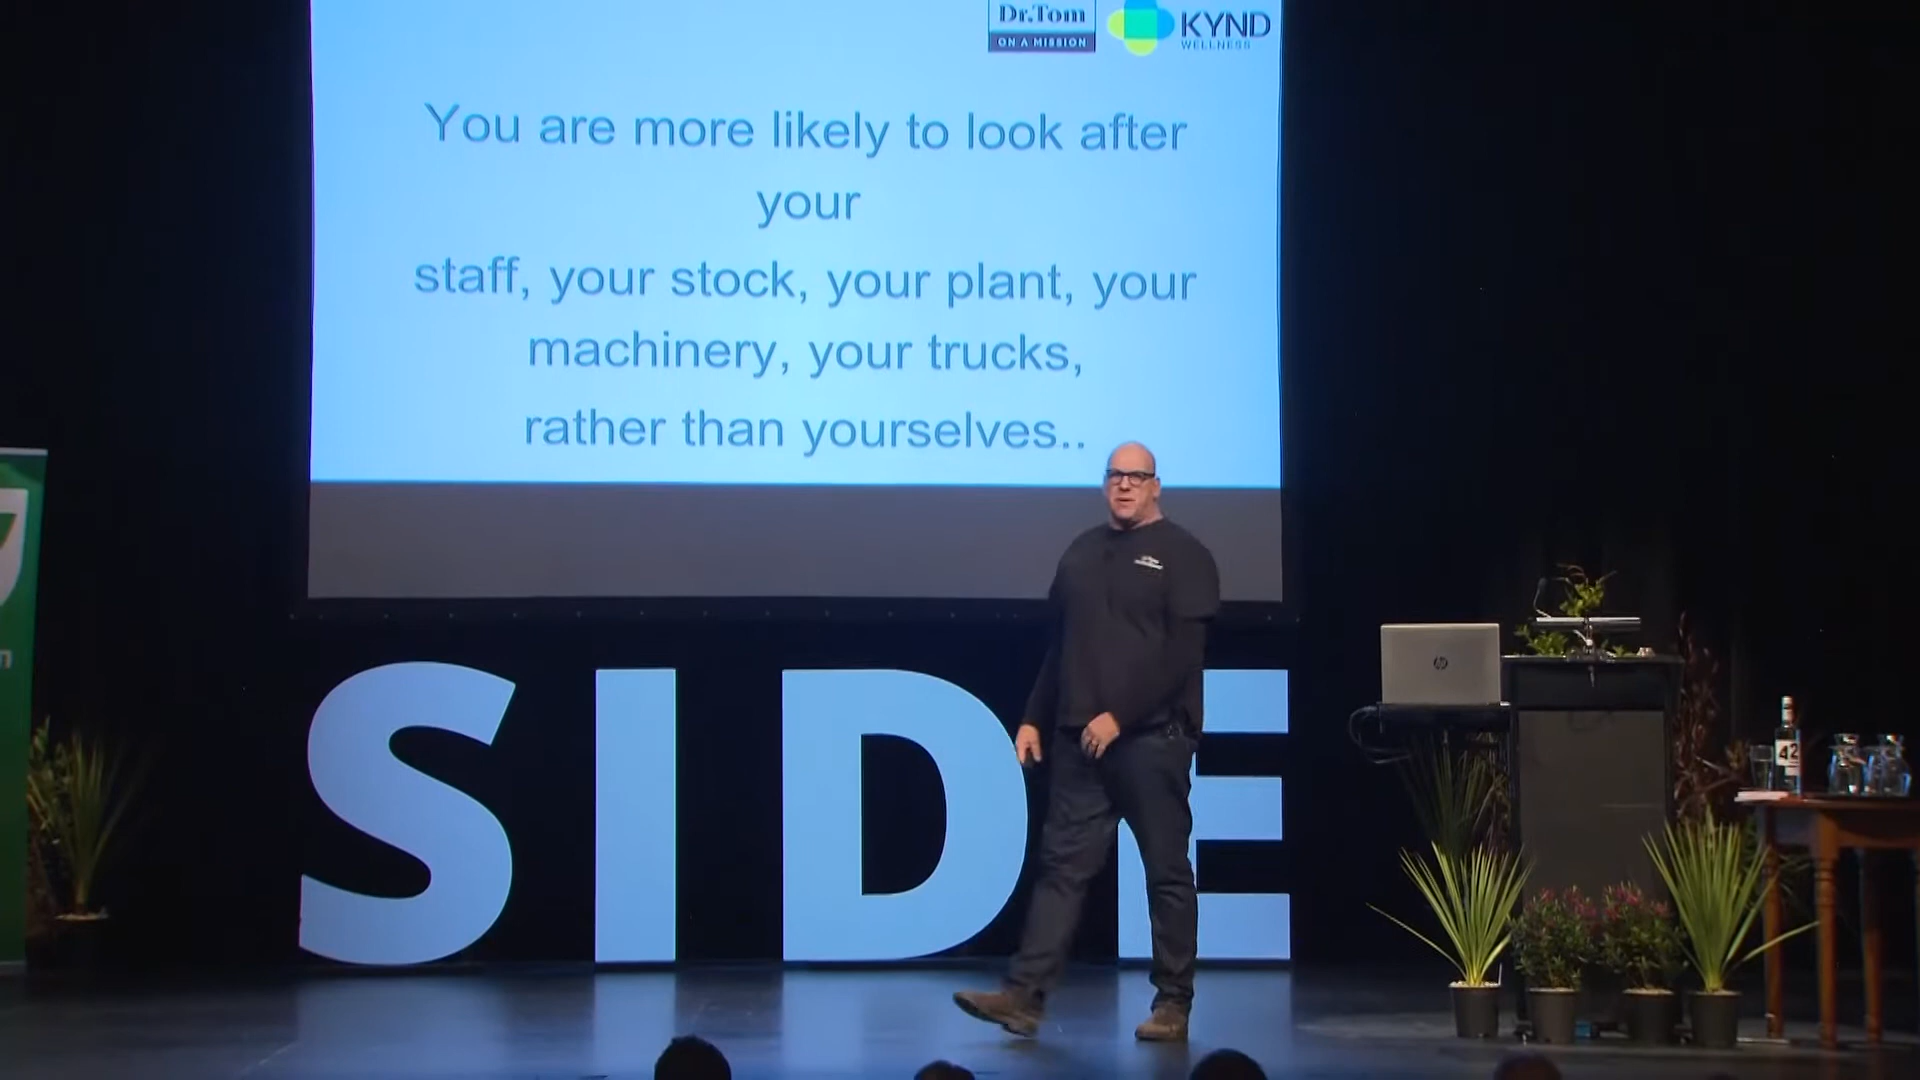 Dr.Tom
ON A MISSION
KYND
WELLNESS
You are more likely to look after
your
staff, your stock, your plant, your
machinery, your trucks,
rather than yourselves..
SIDE
hp
42